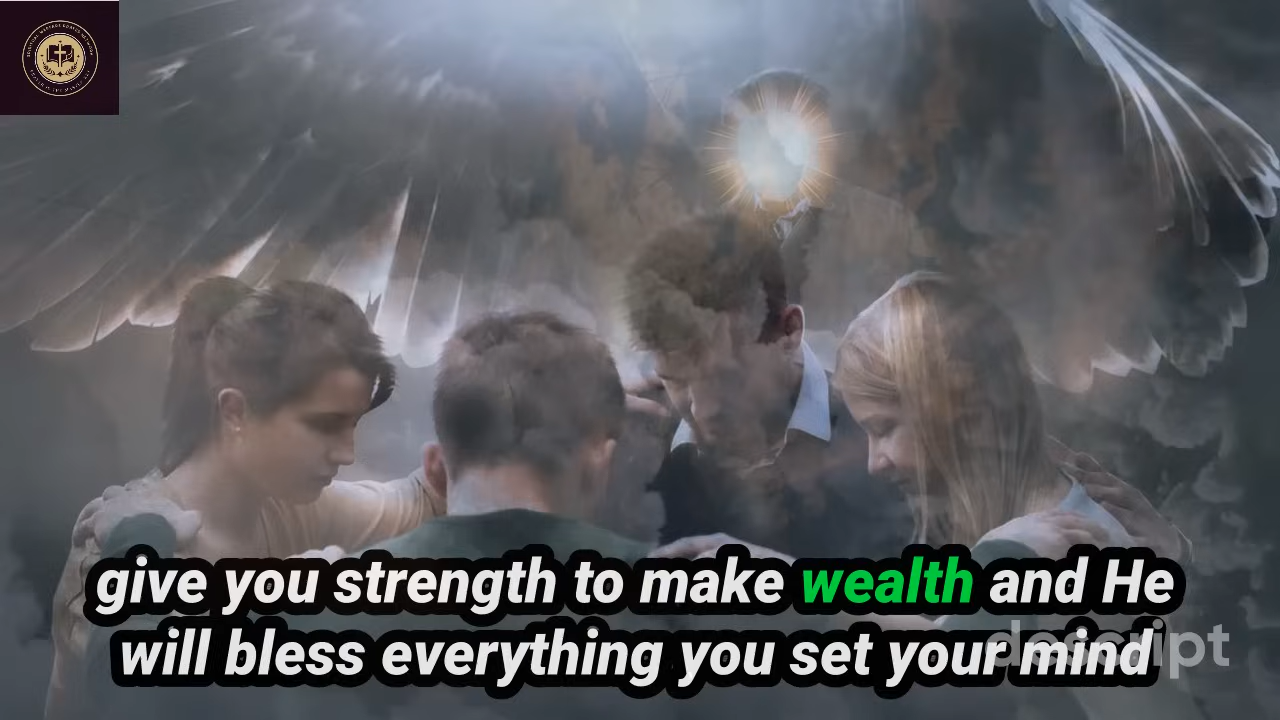 give you strength to make wealth and He
will bless everything you set your mind
descript